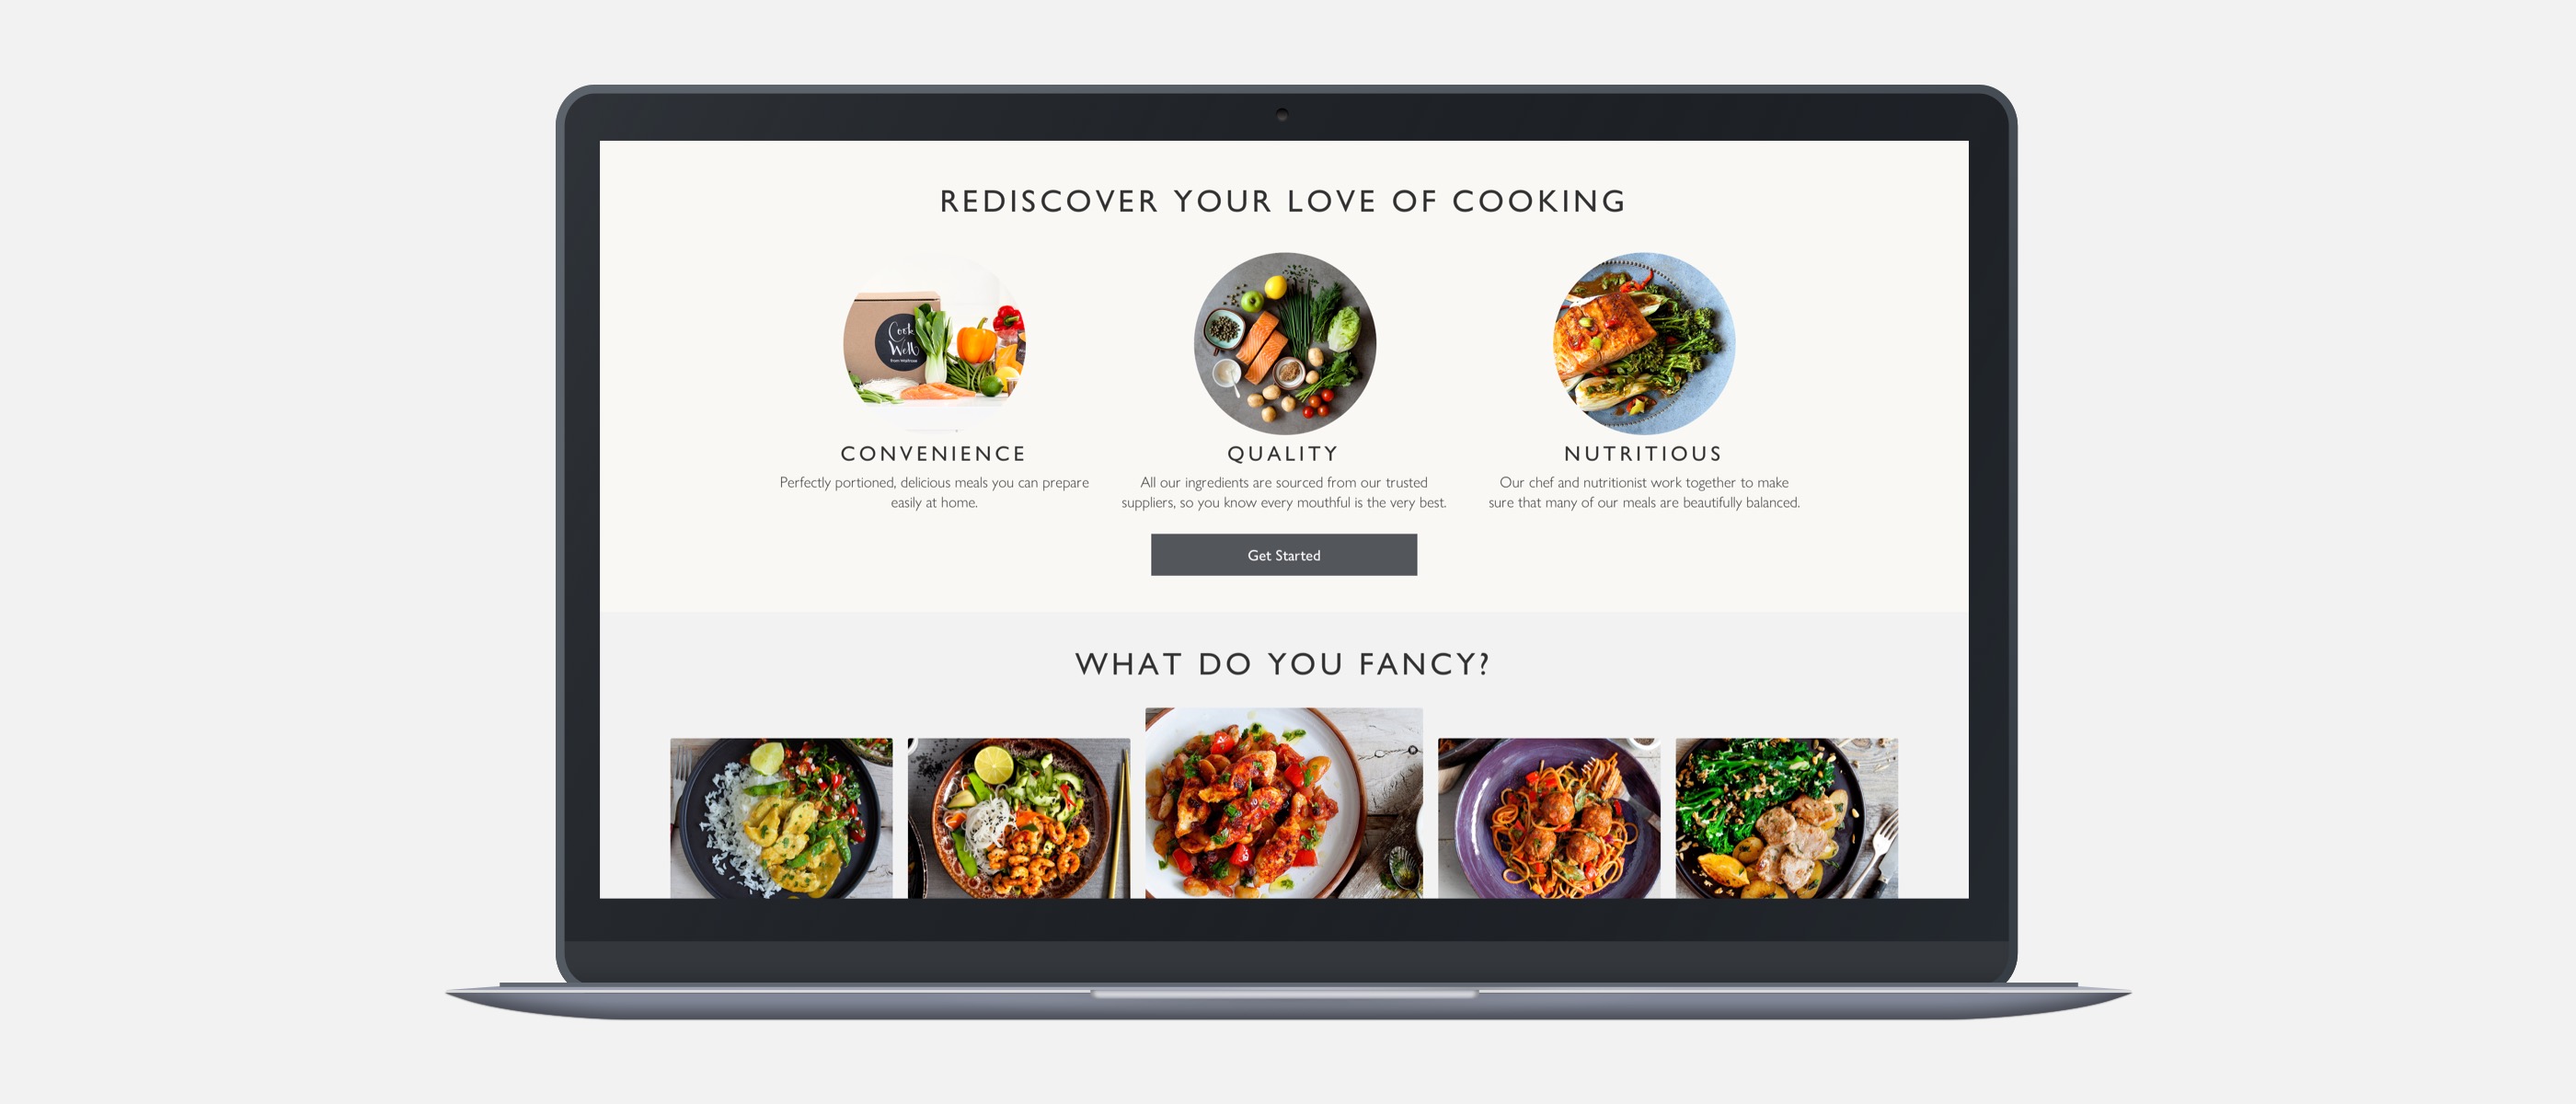 REDISCOVER YOUR LOVE OF COOKING
Cook
Well
from Waitrose
CONVENIENCE
Perfectly portioned, delicious meals you can prepare
easily at home.
QUALITY
All our ingredients are sourced from our trusted
suppliers, so you know every mouthful is the very best.
NUTRITIOUS
Our chef and nutritionist work together to make
sure that many of our meals are beautifully balanced.
Get Started
WHAT DO YOU FANCY?